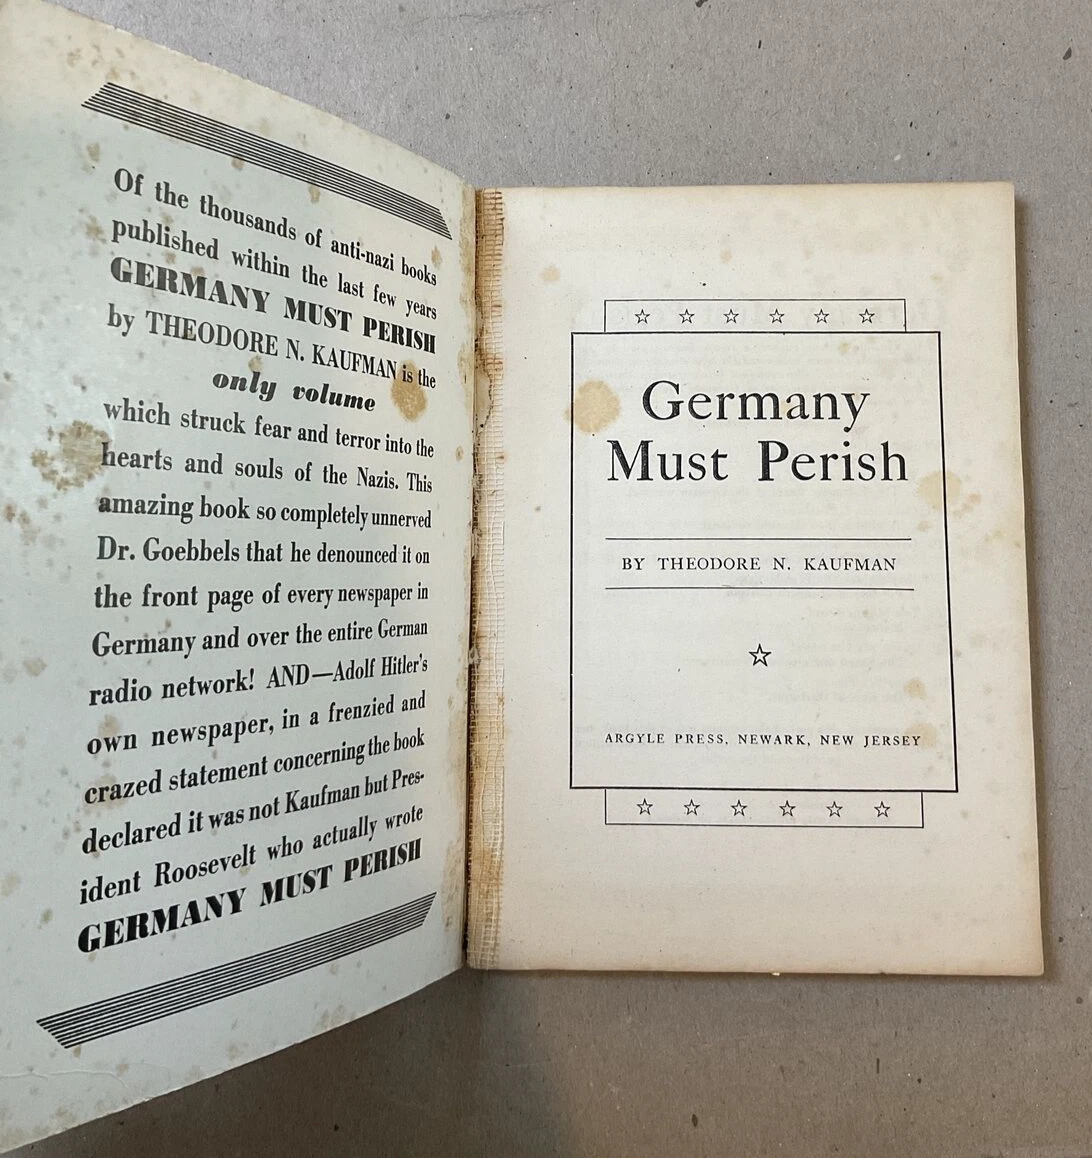 Of the thousands of anti-nazi books
published within the last few years
GERMANY MUST PERISH
by THEODORE N. KAUFMAN is the
only volume
which struck fear and terror into the
hearts and souls of the Nazis. This
amazing book so completely unnerved
Dr. Goebbels that he denounced it on
the front page of every newspaper in
Germany and over the entire German
radio network! AND—Adolf Hitler's
own newspaper, in a frenzied and
crazed statement concerning the book
declared it was not Kaufman but Pres-
ident Roosevelt who actually wrote
GERMANY MUST PERISH
Germany
Must Perish
BY THEODORE N. KAUFMAN
ARGYLE PRESS, NEWARK, NEW JERSEY